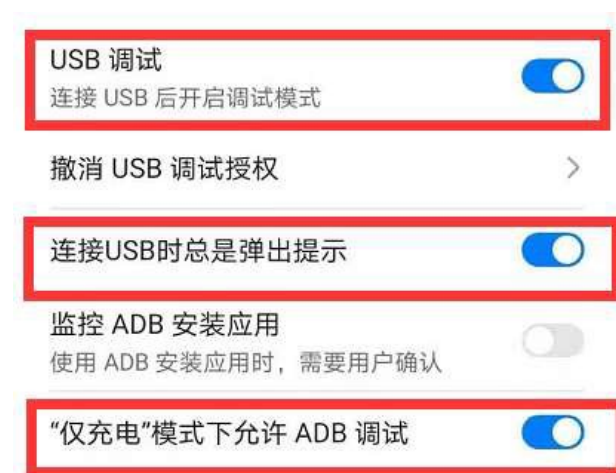 USB 调试
连接 USB 后开启调试模式
撤消 USB 调试授权
连接USB时总是弹出提示
监控 ADB 安装应用
使用 ADB 安装应用时，需要用户确认
“仅充电”模式下允许 ADB 调试